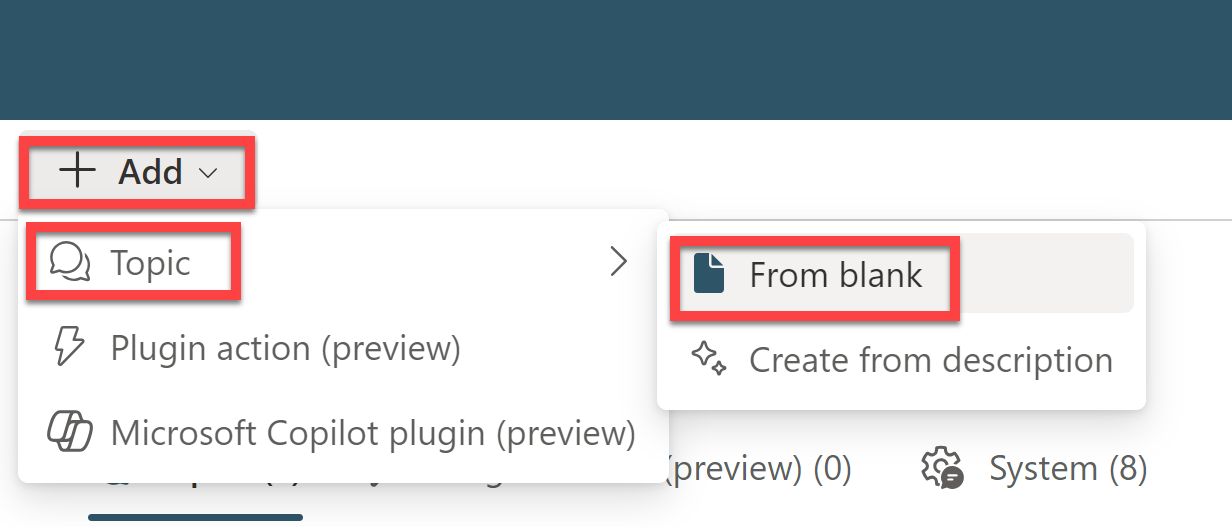 Add
Topic
From blank
Plugin action (preview)
Create from description
Microsoft Copilot plugin (preview)
(preview) (0)
System (8)